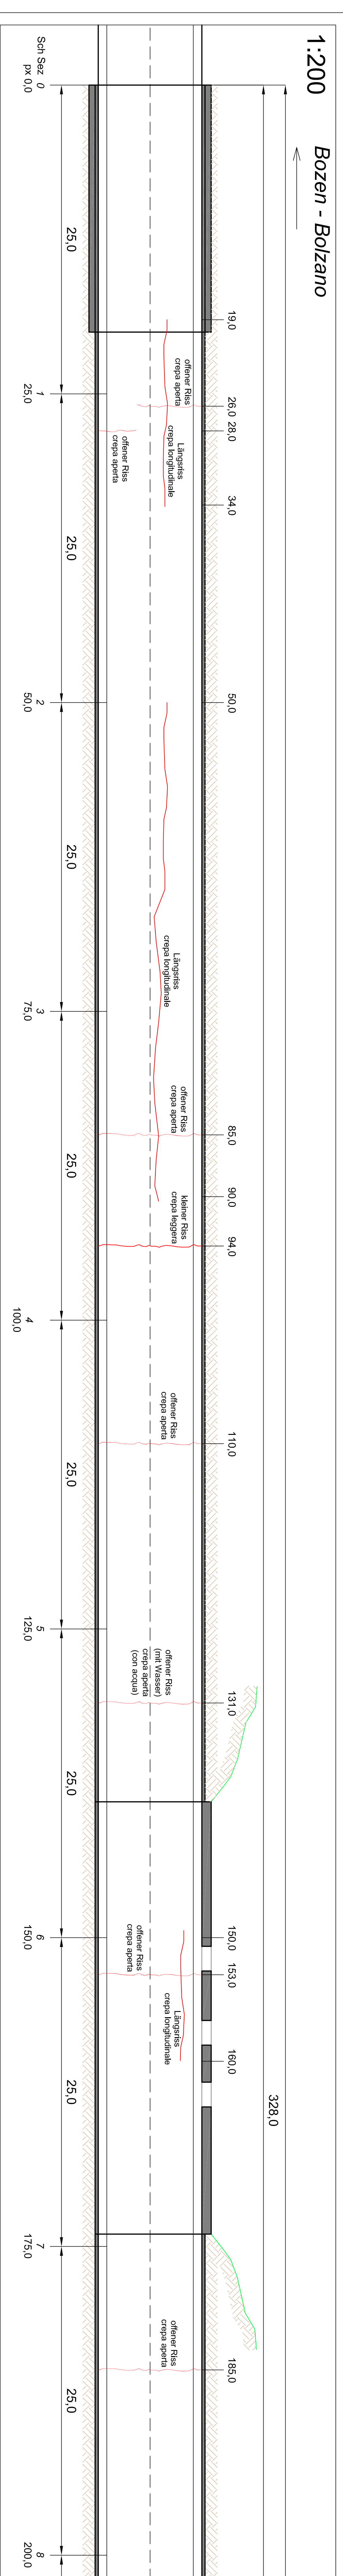 1:200
Bozen - Bolzano
328,0
19,0
26,0
28,0
34,0
50,0
85,0
90,0
94,0
110,0
131,0
150,0
153,0
160,0
185,0
offener Riss
crepa aperta
Längsriss
crepa longitudinale
offener Riss
crepa aperta
Längsriss
crepa longitudinale
offener Riss
crepa aperta
kleiner Riss
crepa leggera
offener Riss
crepa aperta
offener Riss
(mit Wasser)
crepa aperta
(con acqua)
offener Riss
crepa aperta
Längsriss
crepa longitudinale
offener Riss
crepa aperta
25,0
25,0
25,0
25,0
25,0
25,0
25,0
25,0
Sch Sez 0
px 0,0
1
25,0
2
50,0
3
75,0
4
100,0
5
125,0
6
150,0
7
175,0
8
200,0